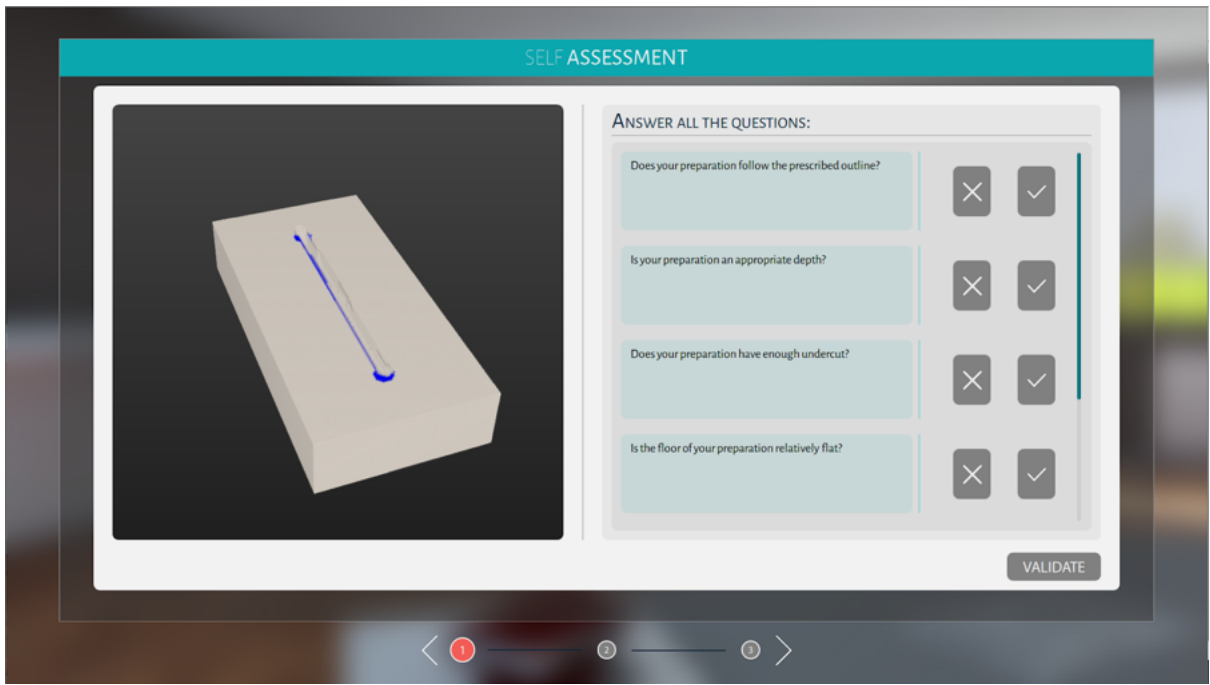 SELF ASSESSMENT
ANSWER ALL THE QUESTIONS:
Does your preparation follow the prescribed outline?
Is your preparation an appropriate depth?
Does your preparation have enough undercut?
Is the floor of your preparation relatively flat?
VALIDATE
1 2 3